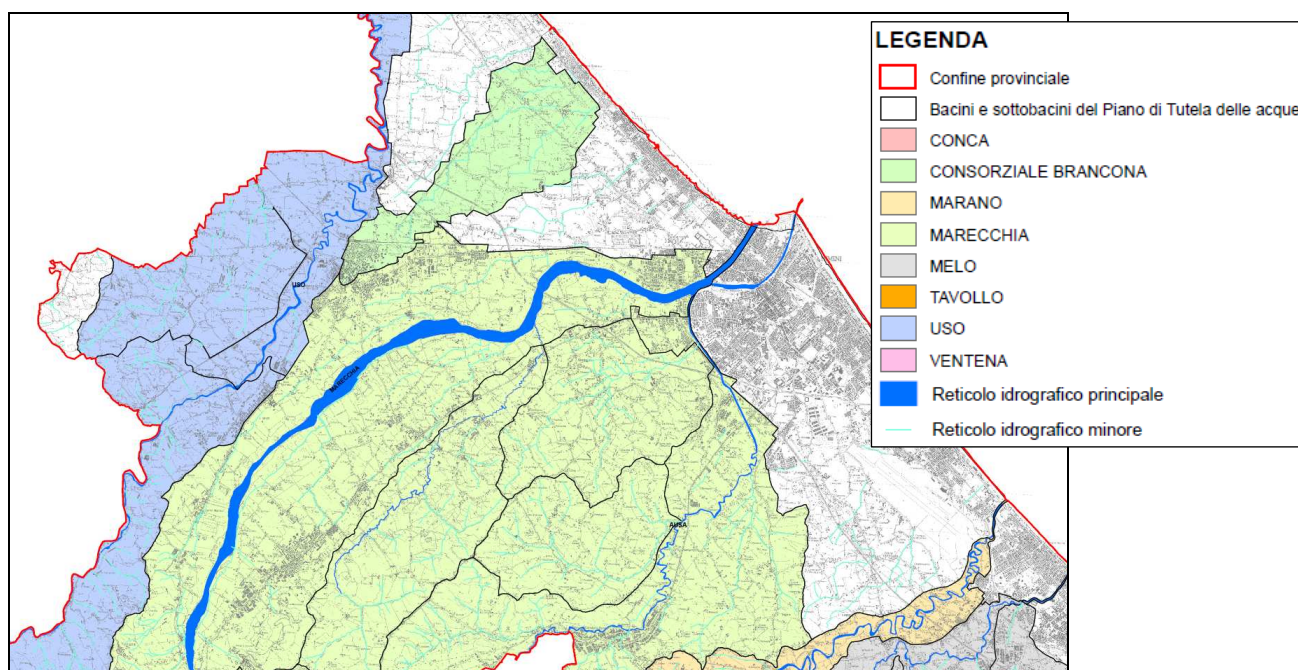 LEGENDA
Confine provinciale
Bacini e sottobacini del Piano di Tutela delle acque
CONCA
CONSORZIALE BRANCONA
MARANO
MARECCHIA
MELO
TAVOLLO
USO
VENTENA
Reticolo idrografico principale
Reticolo idrografico minore
USO
MARECCHIA
AUSA